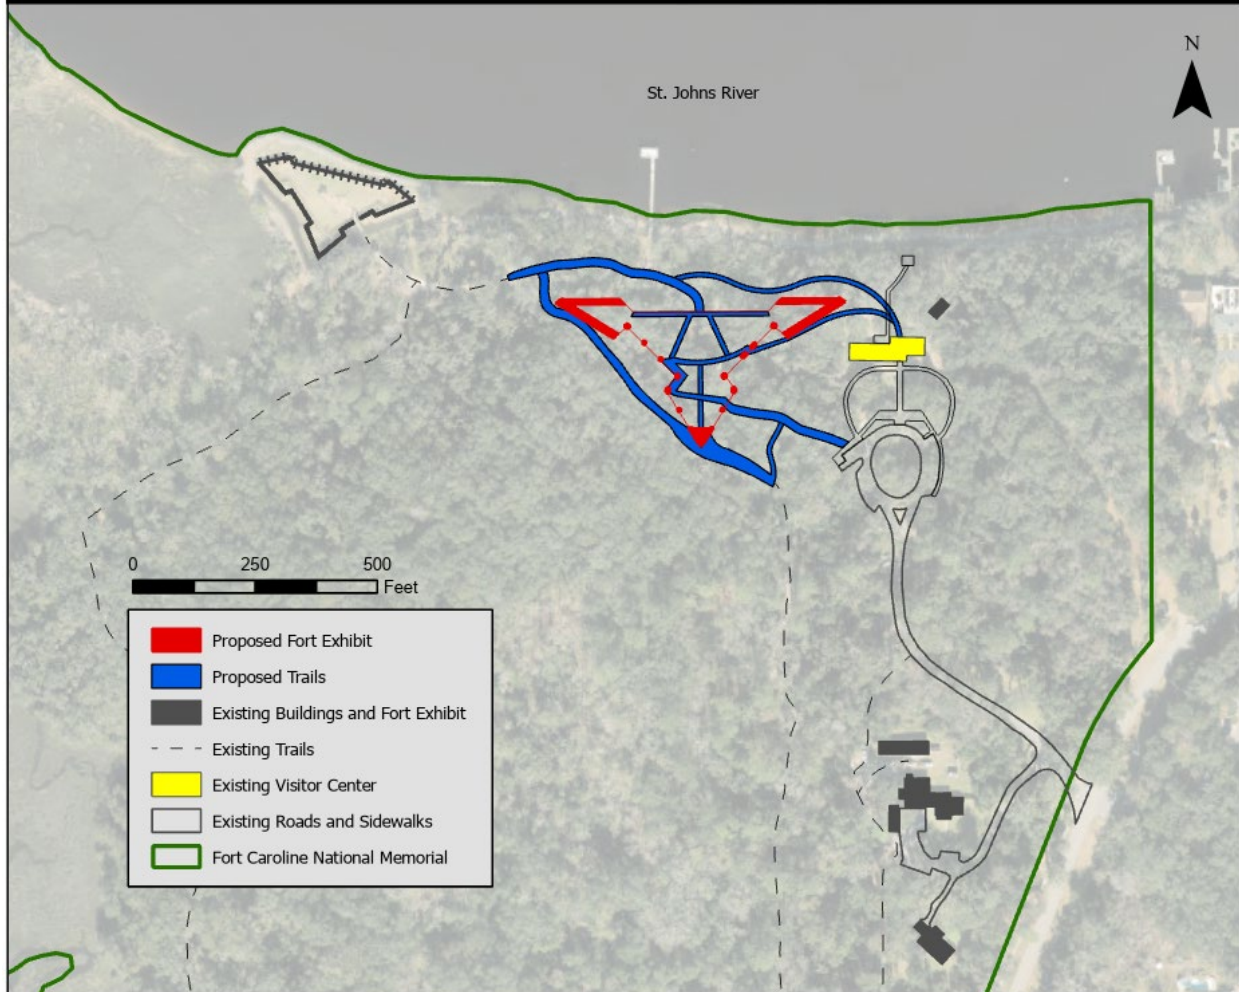 St. Johns River
N
0 250 500
Feet
Proposed Fort Exhibit
Proposed Trails
Existing Buildings and Fort Exhibit
Existing Trails
Existing Visitor Center
Existing Roads and Sidewalks
Fort Caroline National Memorial